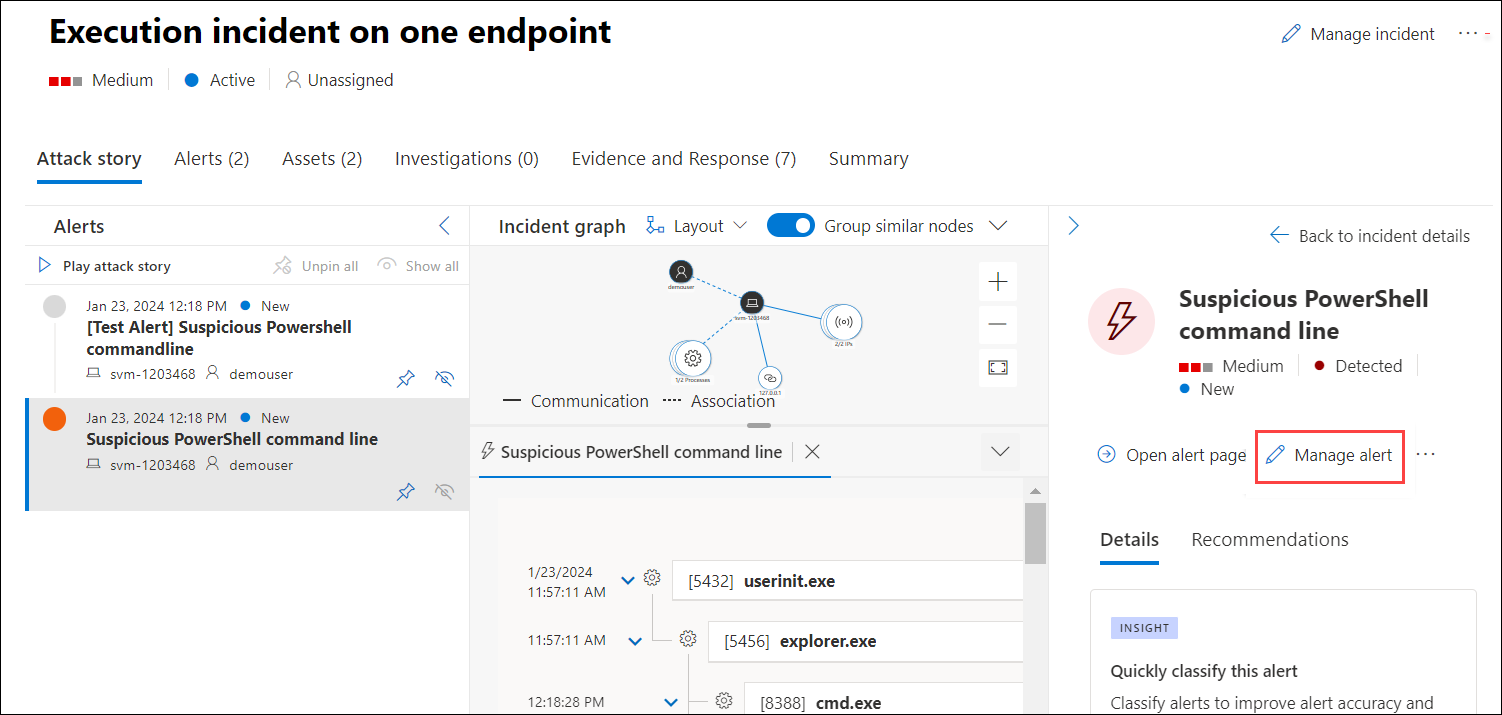 Execution incident on one endpoint
Manage incident
Medium Active Unassigned
Attack story Alerts (2) Assets (2) Investigations (0) Evidence and Response (7) Summary
Alerts
Play attack story Unpin all Show all
Jan 23, 2024 12:18 PM New
[Test Alert] Suspicious Powershell
commandline
svm-1203468 demouser
Jan 23, 2024 12:18 PM New
Suspicious PowerShell command line
svm-1203468 demouser
Incident graph Layout Group similar nodes
demouser
svm-1203468
2/2 IPs
1/2 Processes
127.0.0.1
Communication Association
Suspicious PowerShell command line
1/23/2024
11:57:11 AM
[5432] userinit.exe
11:57:11 AM [5456] explorer.exe
12:18:28 PM [8388] cmd.exe
Back to incident details
Suspicious PowerShell
command line
Medium Detected
New
Open alert page Manage alert
Details Recommendations
INSIGHT
Quickly classify this alert
Classify alerts to improve alert accuracy and